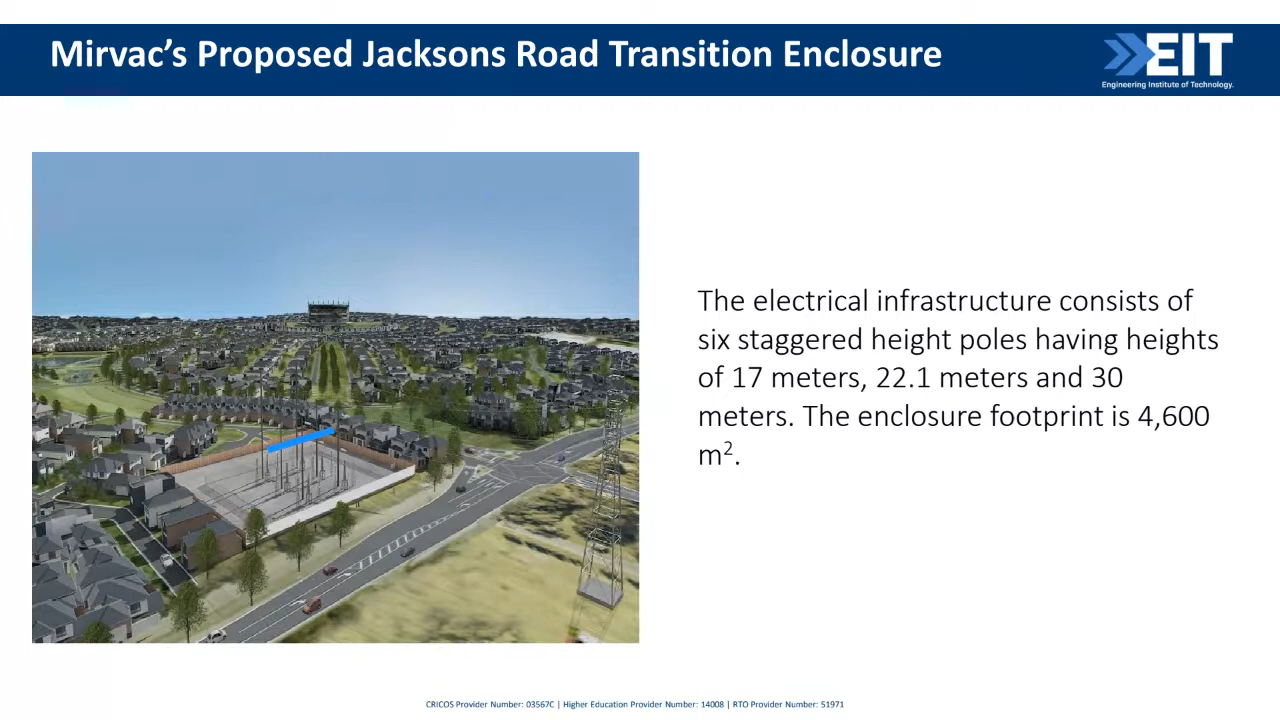 Mirvac’s Proposed Jacksons Road Transition Enclosure
EIT
Engineering Institute of Technology.
The electrical infrastructure consists of
six staggered height poles having heights
of 17 meters, 22.1 meters and 30
meters. The enclosure footprint is 4,600
m².
CRICOS Provider Number: 03567C | Higher Education Provider Number: 14008 | RTO Provider Number: 51971